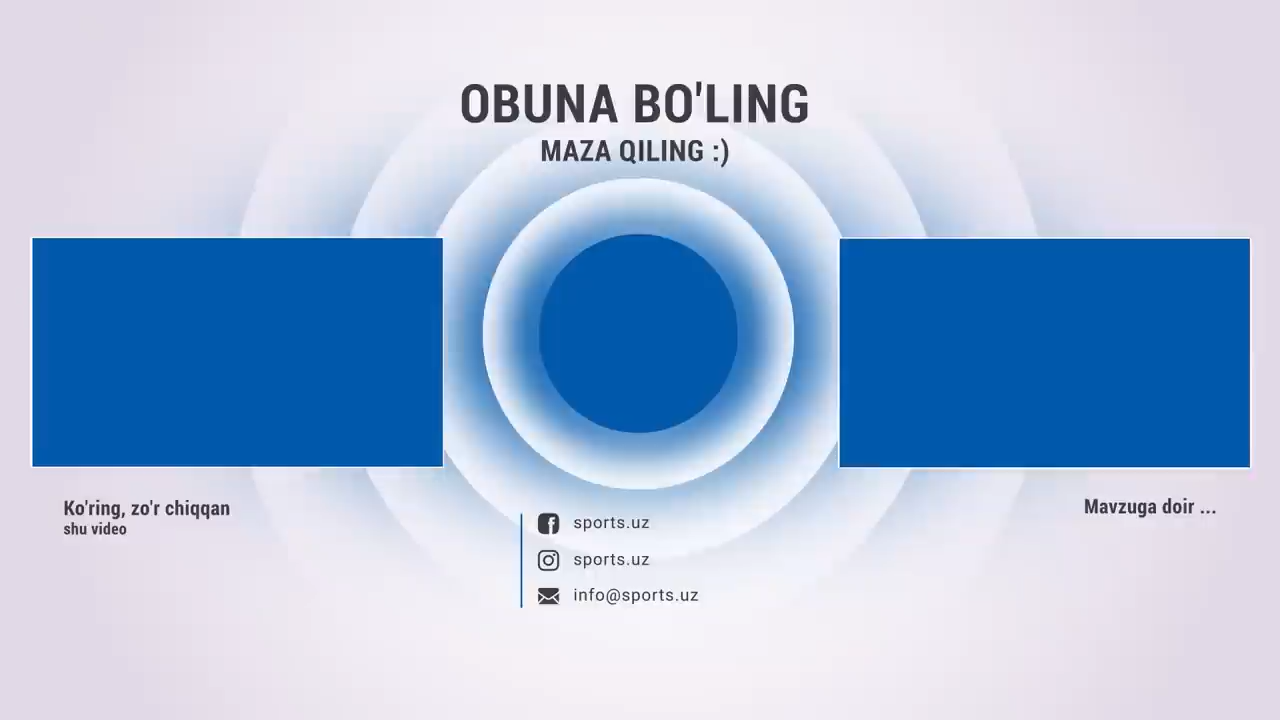 OBUNA BO'LING
MAZA QILING :)
Ko'ring, zo'r chiqqan
shu video
Mavzuga doir ...
sports.uz
sports.uz
info@sports.uz